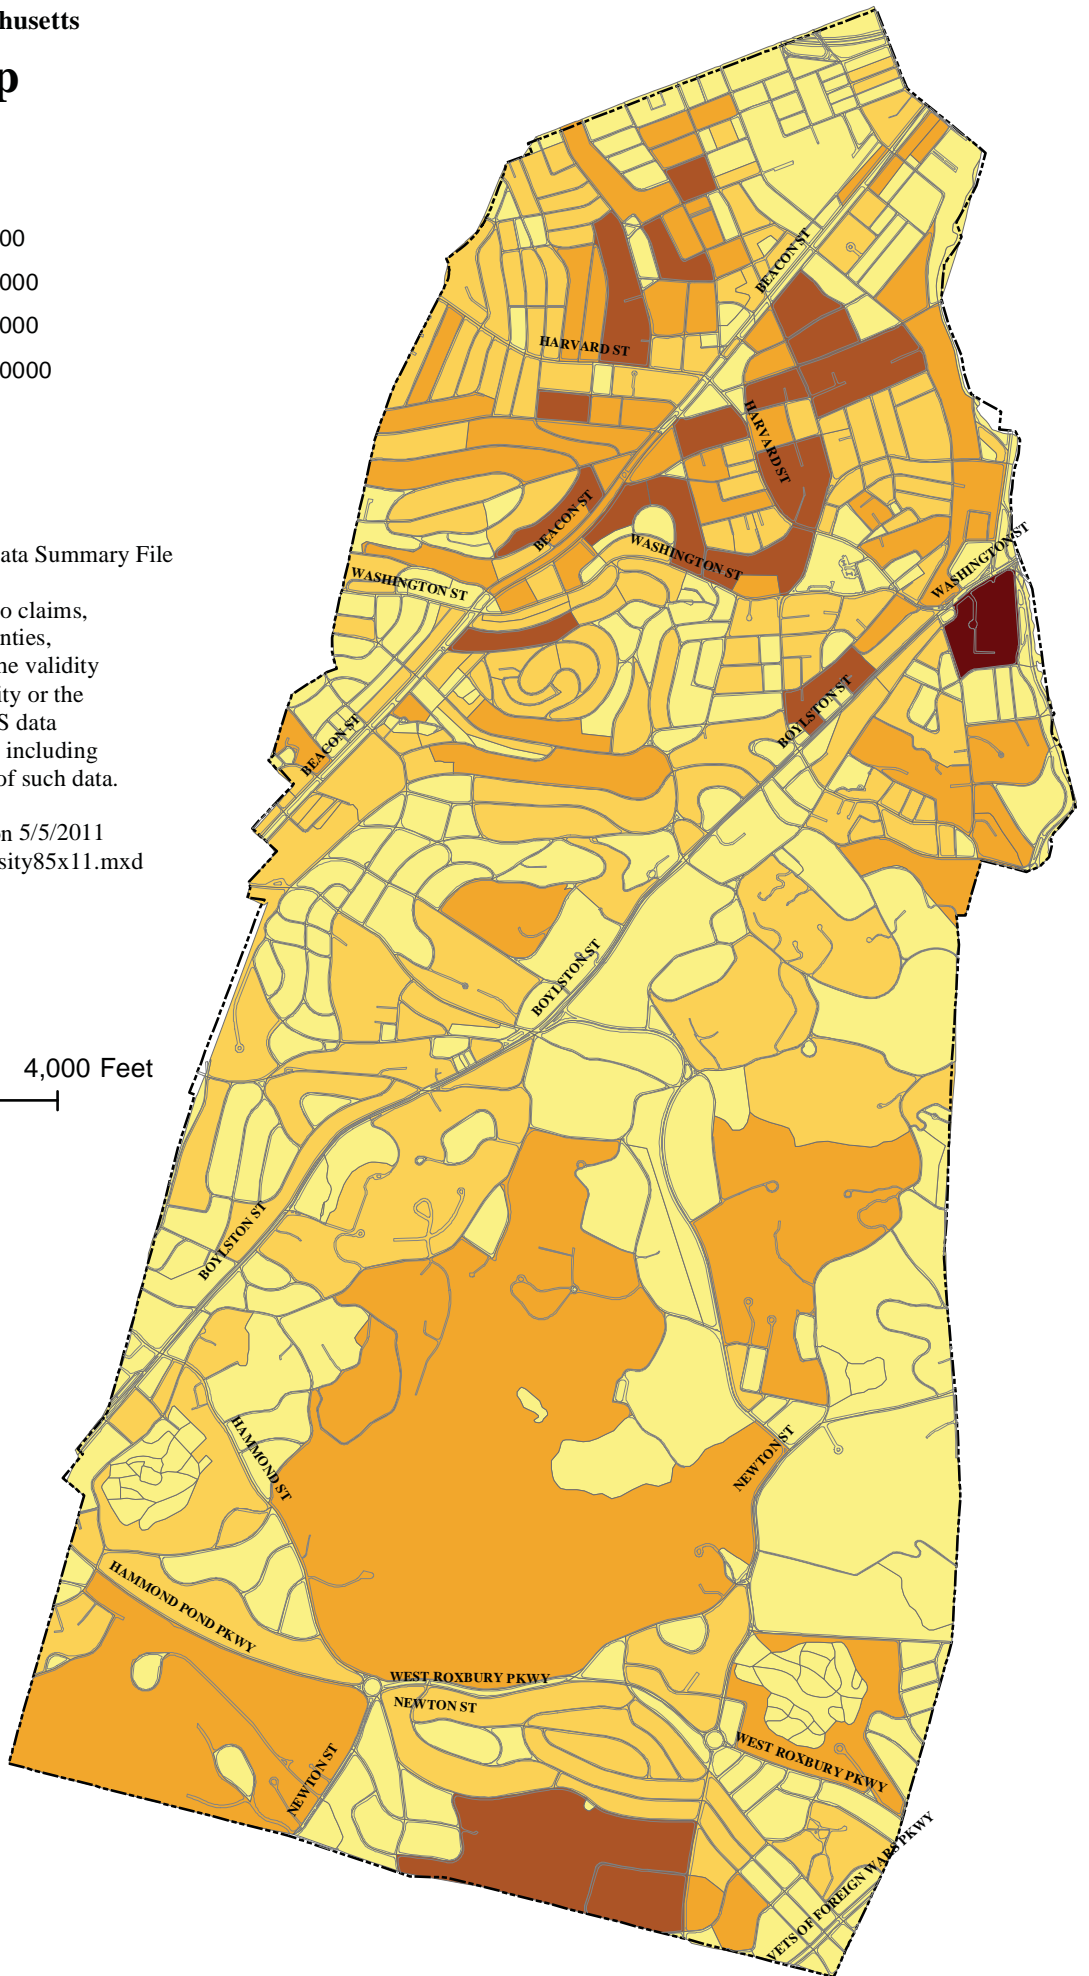 husetts
p
00
000
000
0000
ata Summary File
o claims,
nties,
he validity
ity or the
S data
, including
of such data.
n 5/5/2011
sity85x11.mxd
4,000 Feet
BEACON ST
HARVARD ST
HARVARD ST
BEACON ST
WASHINGTON ST
WASHINGTON ST
WASHINGTON ST
BOYLSTON ST
BEACON ST
BOYLSTON ST
BOYLSTON ST
HAMMOND ST
NEWTON ST
HAMMOND POND PKWY
WEST ROXBURY PKWY
NEWTON ST
WEST ROXBURY PKWY
NEWTON ST
VETS OF FOREIGN WARS PKWY